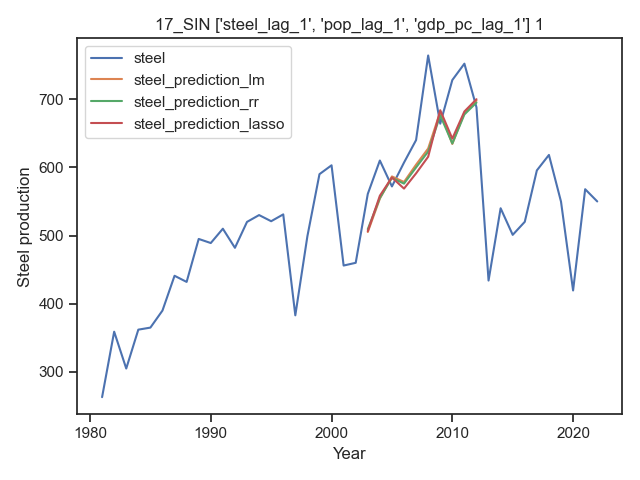 17_SIN ['steel_lag_1', 'pop_lag_1', 'gdp_pc_lag_1'] 1
steel
steel_prediction_lm
steel_prediction_rr
steel_prediction_lasso
Steel production
700
600
500
400
300
1980 1990 2000 2010 2020
Year